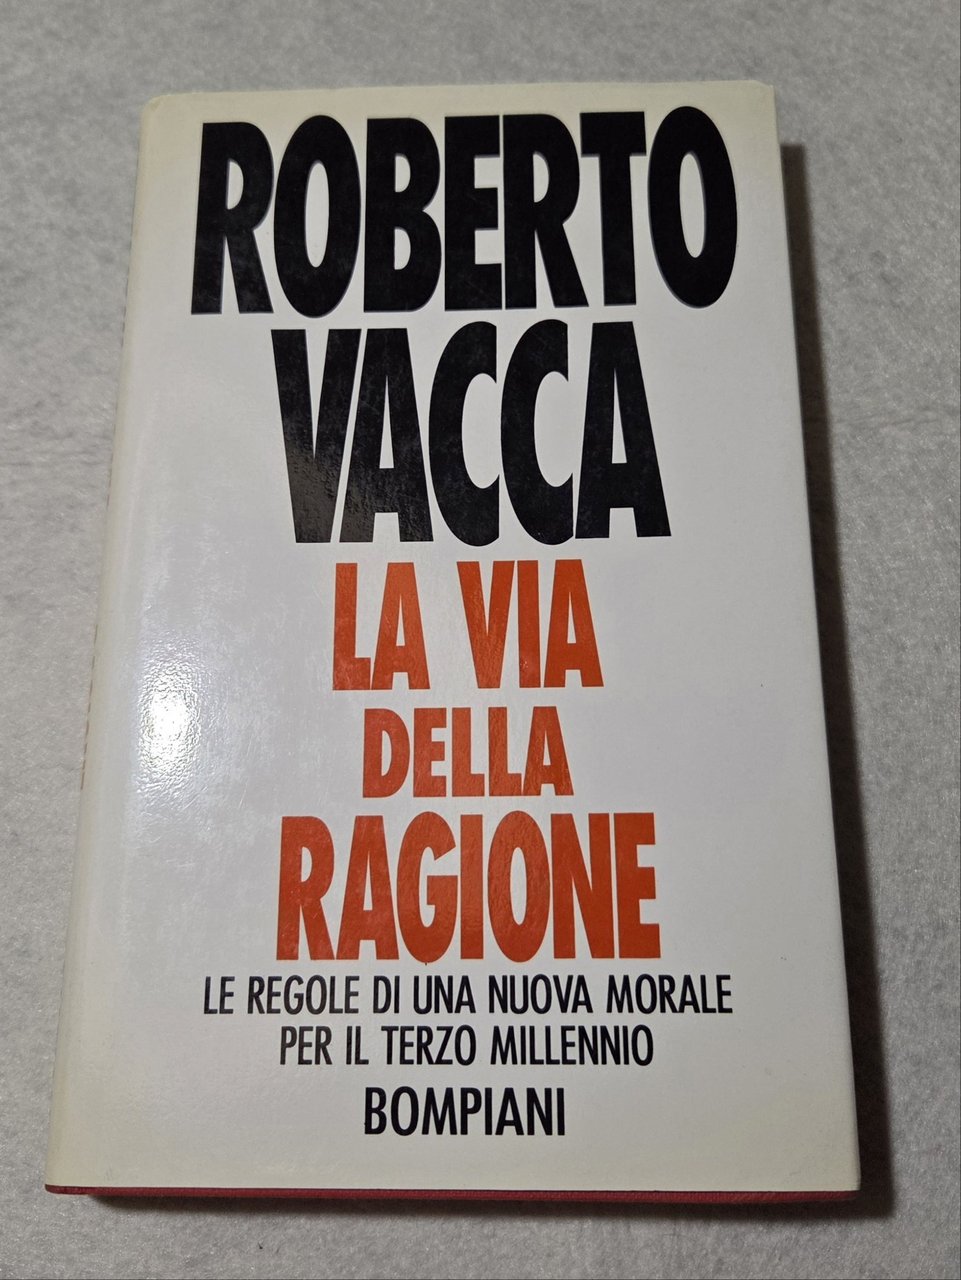 ROBERTO
VACCA
LA VIA
DELLA
RAGIONE
LE REGOLE DI UNA NUOVA MORALE
PER IL TERZO MILLENNIO
BOMPIANI